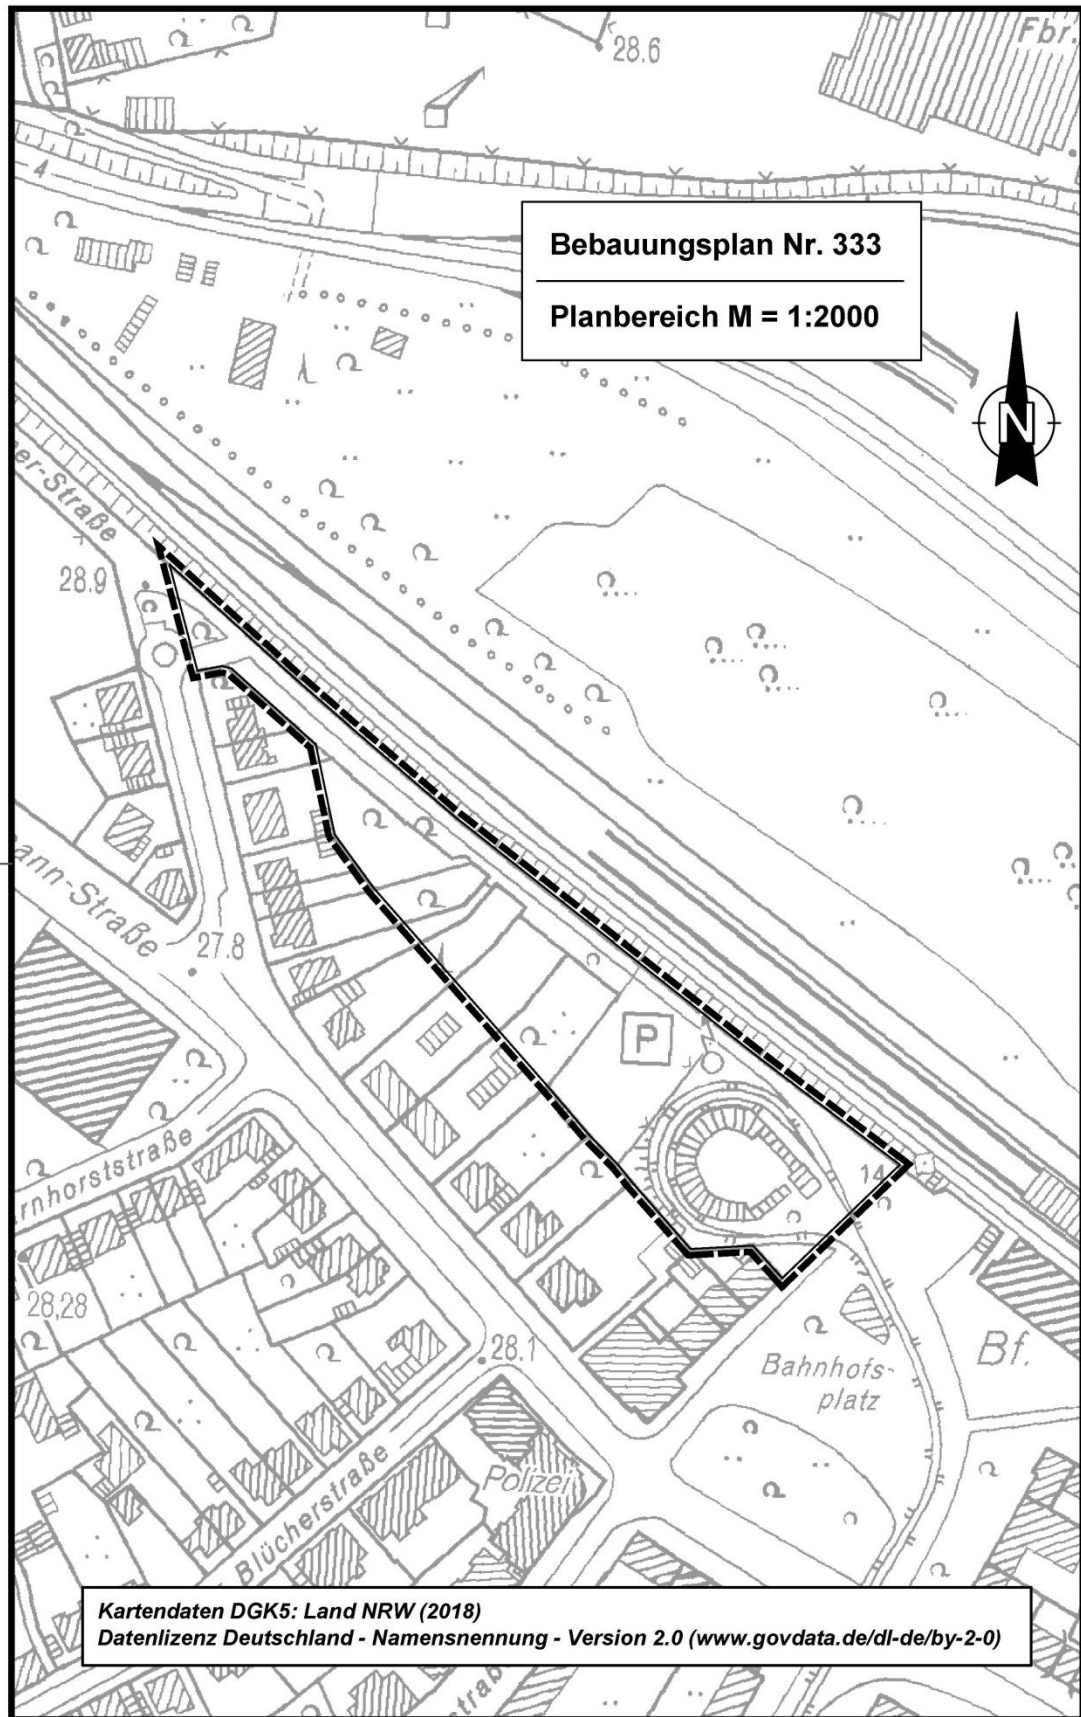 Fbr.
28.6
4
Bebauungsplan Nr. 333
Planbereich M = 1:2000
N
er-Straße
28.9
ann-Straße
27.8
P
14
rnhorststraße
28,28
28.1
Bahnhofs-
platz
Bf.
Polizei
Blücherstraße
Kartendaten DGK5: Land NRW (2018)
Datenlizenz Deutschland - Namensnennung - Version 2.0 (www.govdata.de/dl-de/by-2-0)
straß